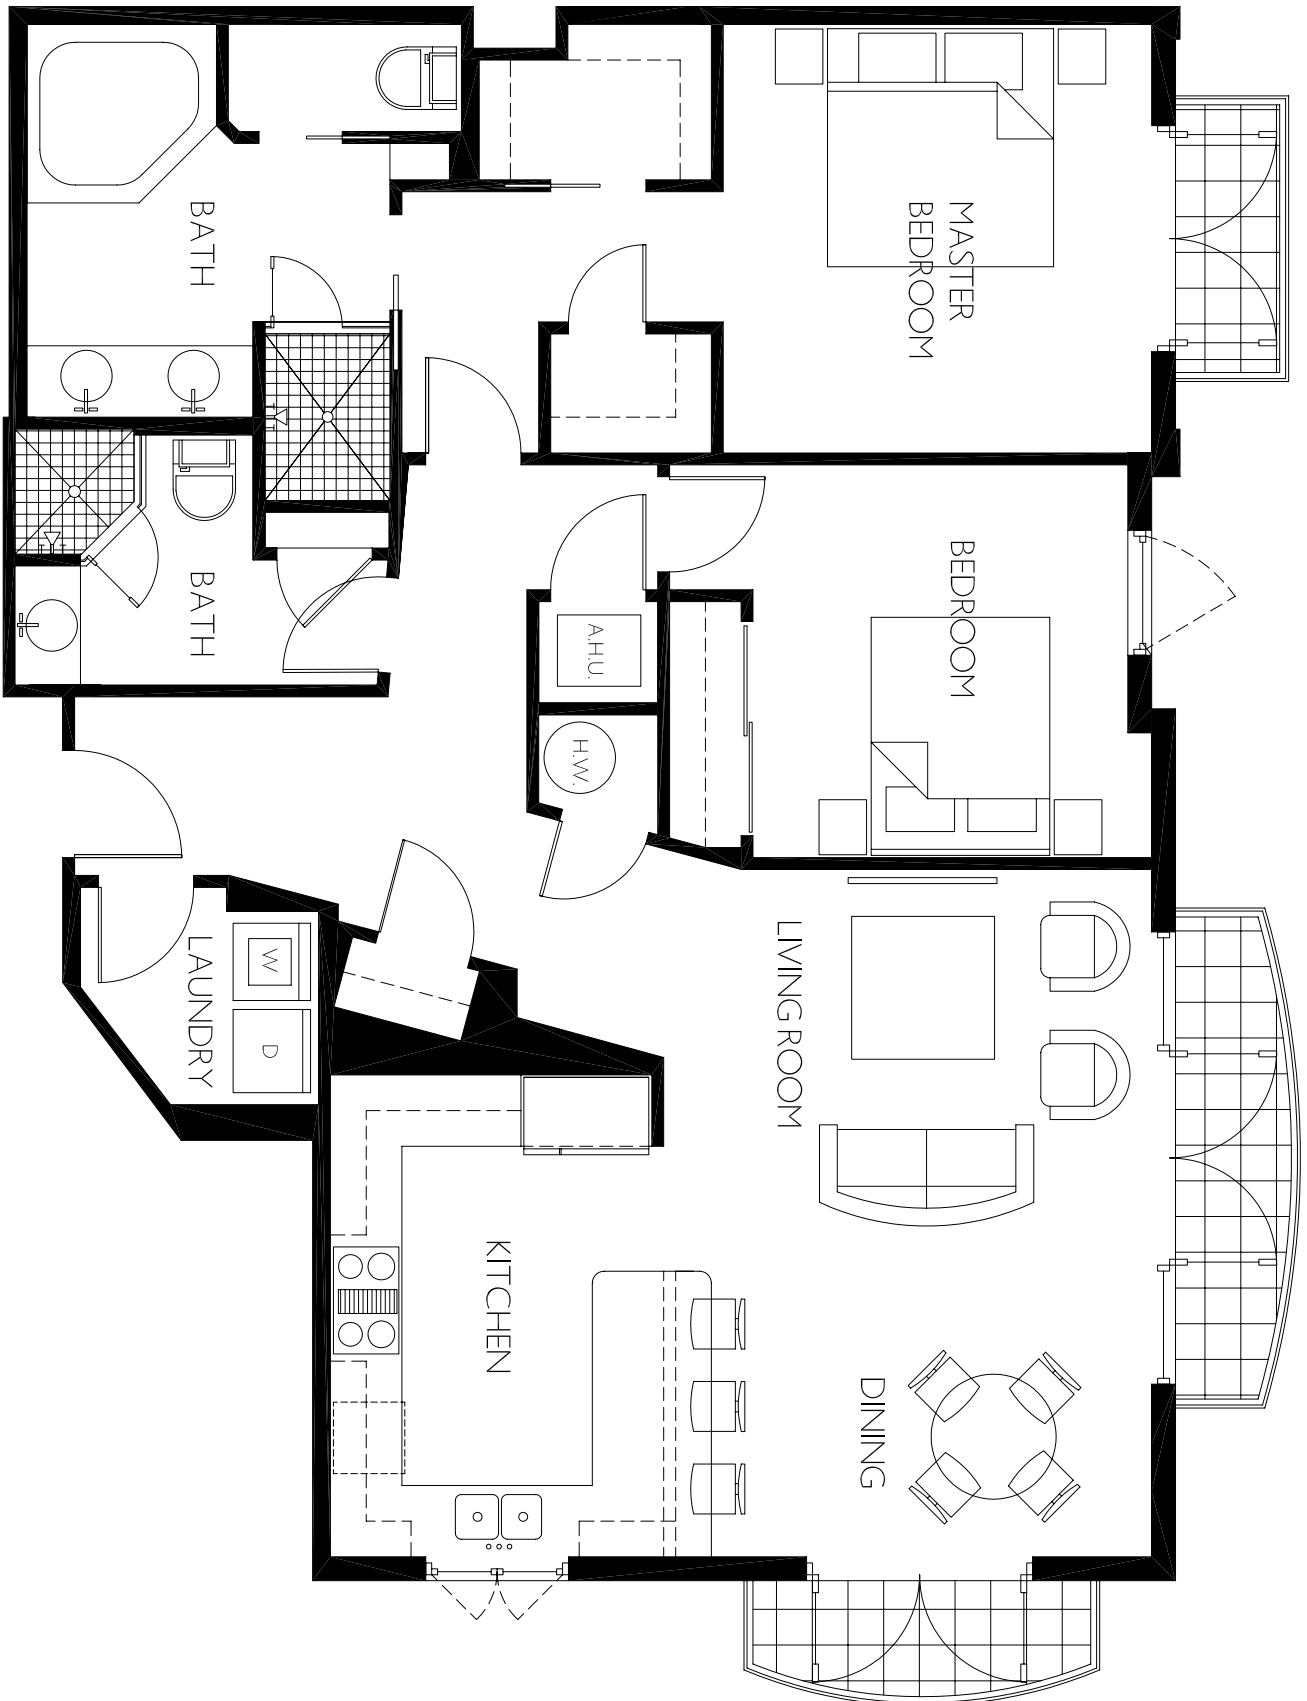 BATH
MASTER
BEDROOM
BATH
BEDROOM
A.H.U.
H.W.
LAUNDRY
W
D
LIVING ROOM
KITCHEN
DINING